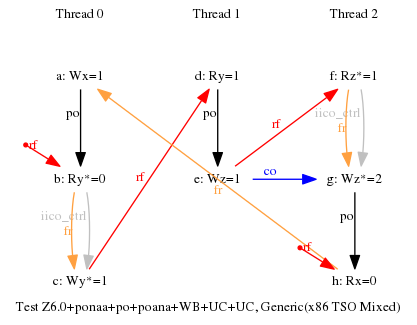 Thread 0 Thread 1 Thread 2
a: Wx=1 d: Ry=1 f: Rz*=1
po po iico_ctrl fr
rf rf
rf
b: Ry*=0 e: Wz=1 co g: Wz*=2
fr
iico_ctrl po
fr
rf
c: Wy*=1 h: Rx=0
Test Z6.0+ponaa+po+poana+WB+UC+UC, Generic(x86 TSO Mixed)